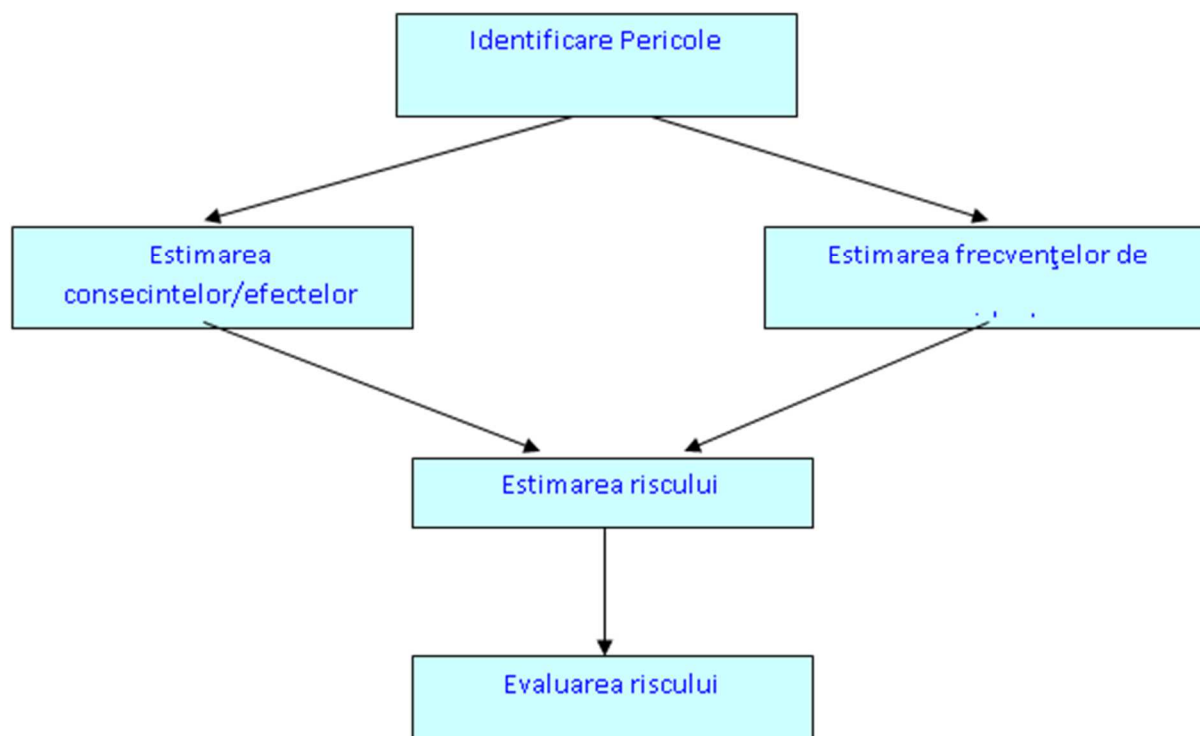 Identificare Pericole
Estimarea
consecintelor/efectelor
Estimarea frecvenţelor de
Estimarea riscului
Evaluarea riscului